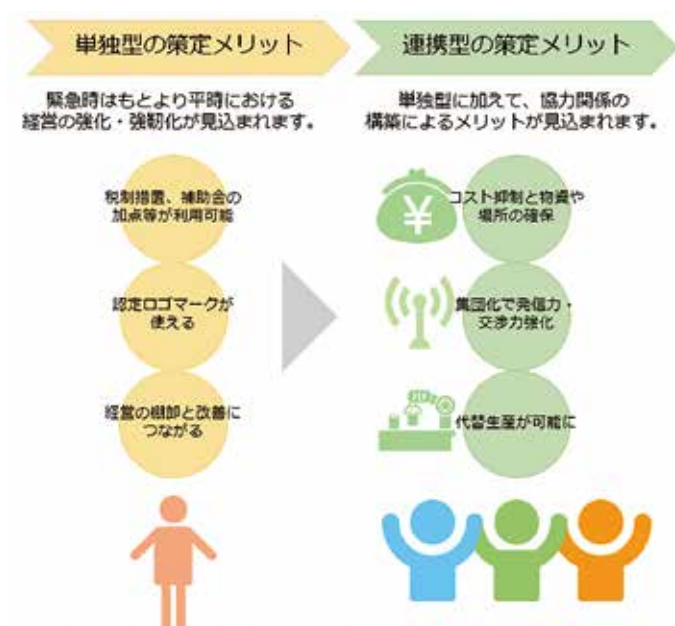 単独型の策定メリット
緊急時はもとより平時における
経営の強化・強靭化が見込まれます。
税制措置、補助金の
加点等が利用可能
認定ロゴマークが
使える
経営の棚卸と改善に
つながる
連携型の策定メリット
単独型に加えて、協力関係の
構築によるメリットが見込まれます。
¥
コスト抑制と物資や
場所の確保
集団化で発信力・
交渉力強化
代替生産が可能に